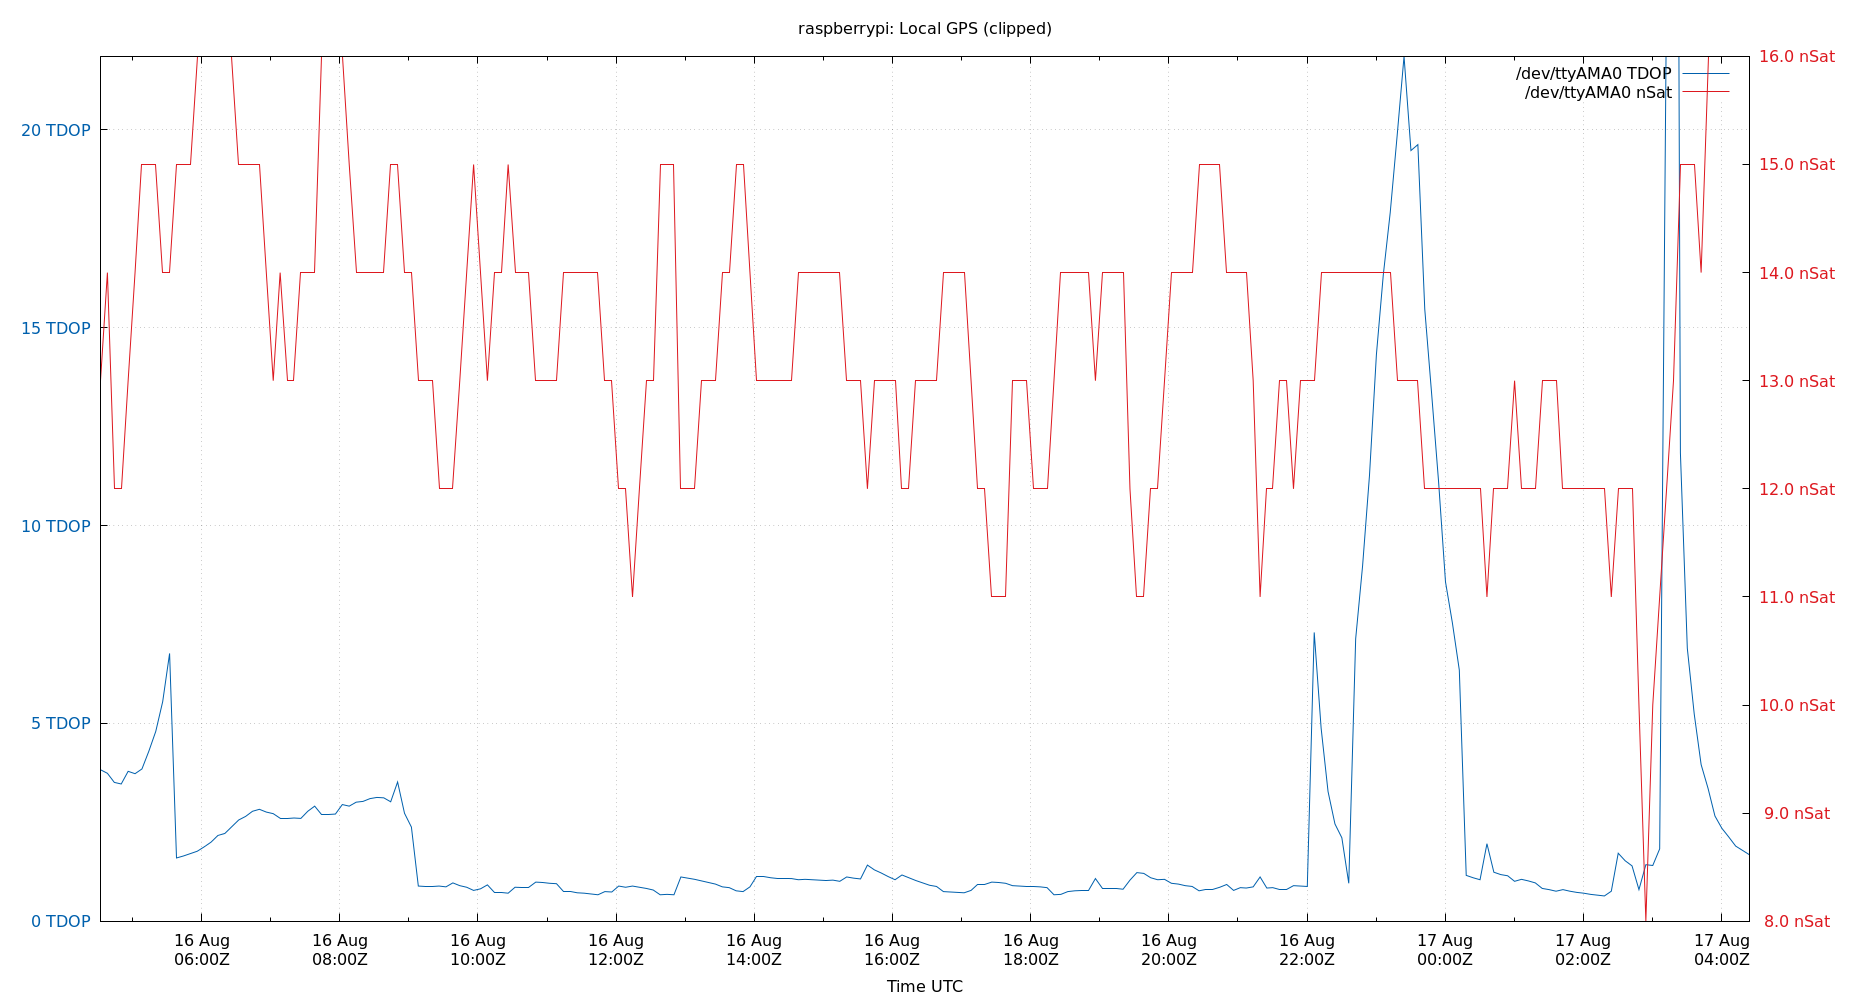 raspberrypi: Local GPS (clipped)
/dev/ttyAMA0 TDOP
/dev/ttyAMA0 nSat
20 TDOP
15 TDOP
10 TDOP
5 TDOP
0 TDOP
16.0 nSat
15.0 nSat
14.0 nSat
13.0 nSat
12.0 nSat
11.0 nSat
10.0 nSat
9.0 nSat
8.0 nSat
16 Aug 16 Aug 16 Aug 16 Aug 16 Aug 16 Aug 16 Aug 16 Aug 16 Aug 17 Aug 17 Aug 17 Aug
06:00Z 08:00Z 10:00Z 12:00Z 14:00Z 16:00Z 18:00Z 20:00Z 22:00Z 00:00Z 02:00Z 04:00Z
Time UTC